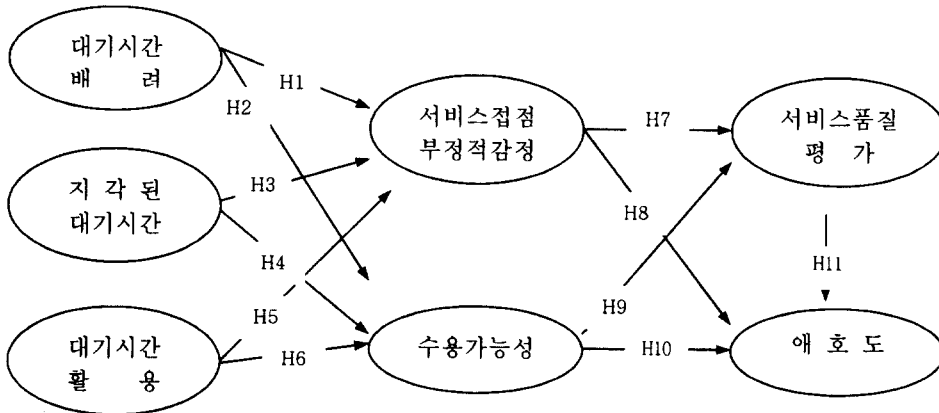 대기시간
배 려
H1
H2
서비스접점
부정적감정
H7
서비스품질
평 가
지 각 된
대기시간
H3
H4
H8
H11
H5
H9
대기시간
활 용
H6
수용가능성
H10
애 호 도